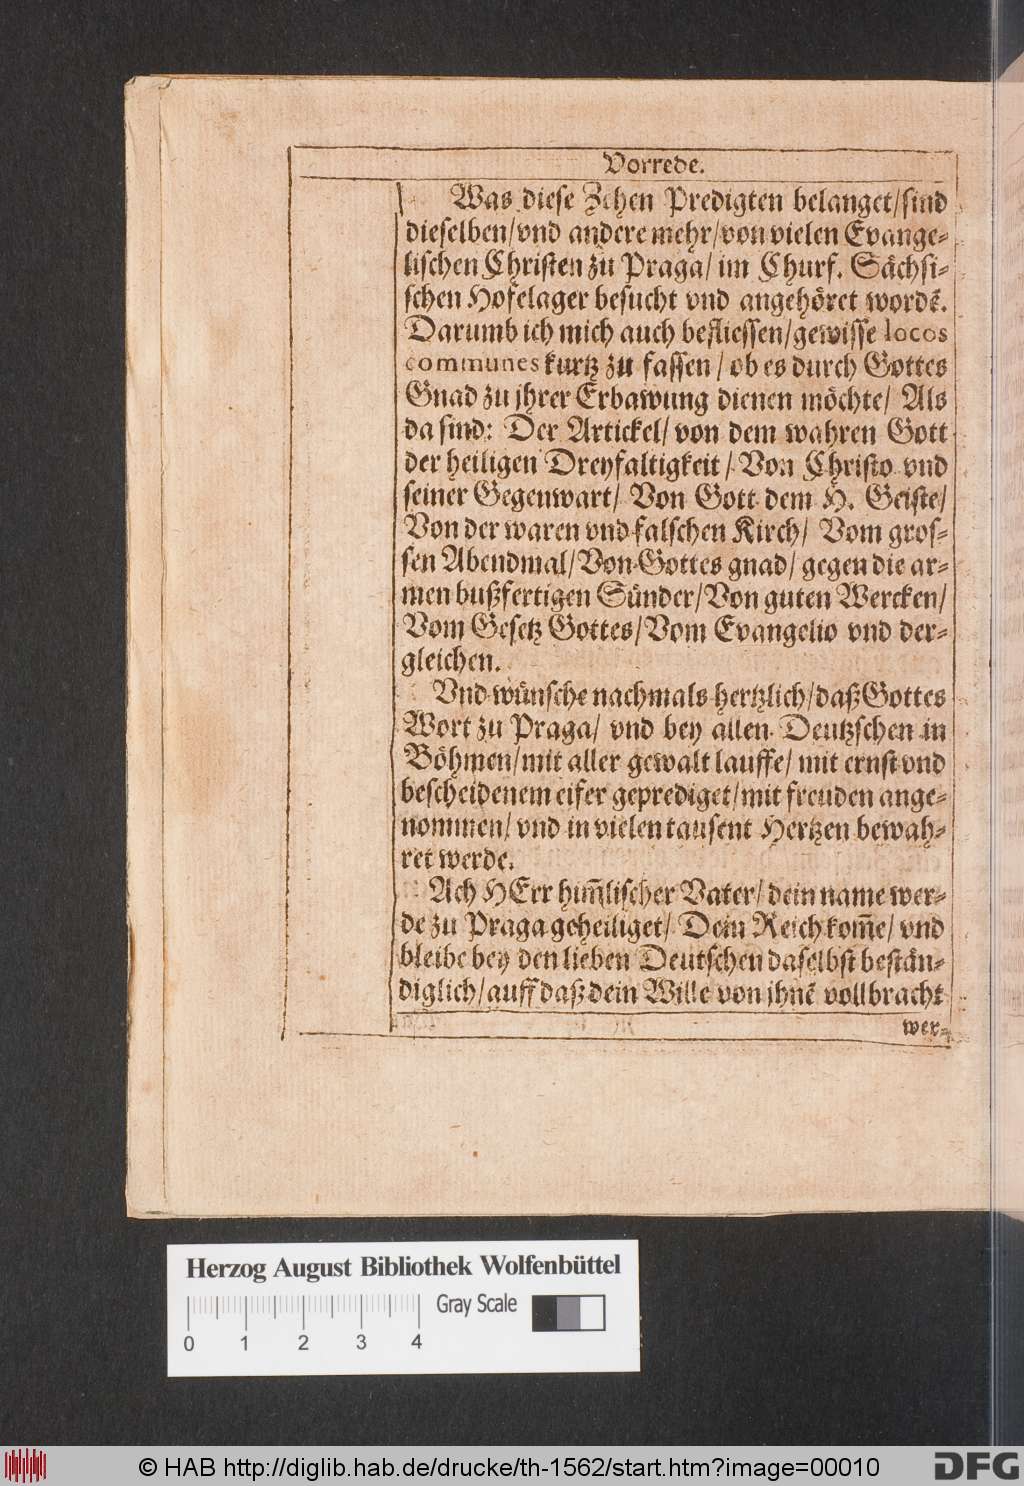 Vorrede.
Was diese Zehen Predigten belanget/sind
dieselben/vnd andere mehr/von vielen Evange-
lischen Christen zu Praga/ im Churf. Sächsi-
schen Hofelager besucht vnd angehöret wordē.
Darumb ich mich auch befliessen/gewisse locos
communes kurtz zu fassen / ob es durch Gottes
Gnad zu jhrer Erbawung dienen möchte/ Als
da sind: Der Artickel/ von dem wahren Gott
der heiligen Dreyfaltigkeit / Von Christo vnd
seiner Gegenwart/ Von Gott dem H. Geiste/
Von der waren vnd falschen Kirch/ Vom gros-
sen Abendmal/Von Gottes gnad/ gegen die ar-
men bußfertigen Sünder/Von guten Wercken/
Vom Gesetz Gottes/Vom Evangelio vnd der-
gleichen.
Vnd wünsche nachmals hertzlich/daß Gottes
Wort zu Praga/ vnd bey allen Deutzschen in
Böhmen/mit aller gewalt lauffe/ mit ernst vnd
bescheidenem eifer geprediget/mit freuden ange-
nommen/ vnd in vielen tausent Hertzen bewah-
ret werde.
Ach HErr him̄lischer Vater/ dein name wer-
de zu Praga geheiliget/ Dein Reich kom̄e/ vnd
bleibe bey den lieben Deutschen daselbst bestän-
diglich/auff daß dein Wille von jhnē vollbracht
wer-
Herzog August Bibliothek Wolfenbüttel
Gray Scale
0 1 2 3 4
© HAB http://diglib.hab.de/drucke/th-1562/start.htm?image=00010
DFG